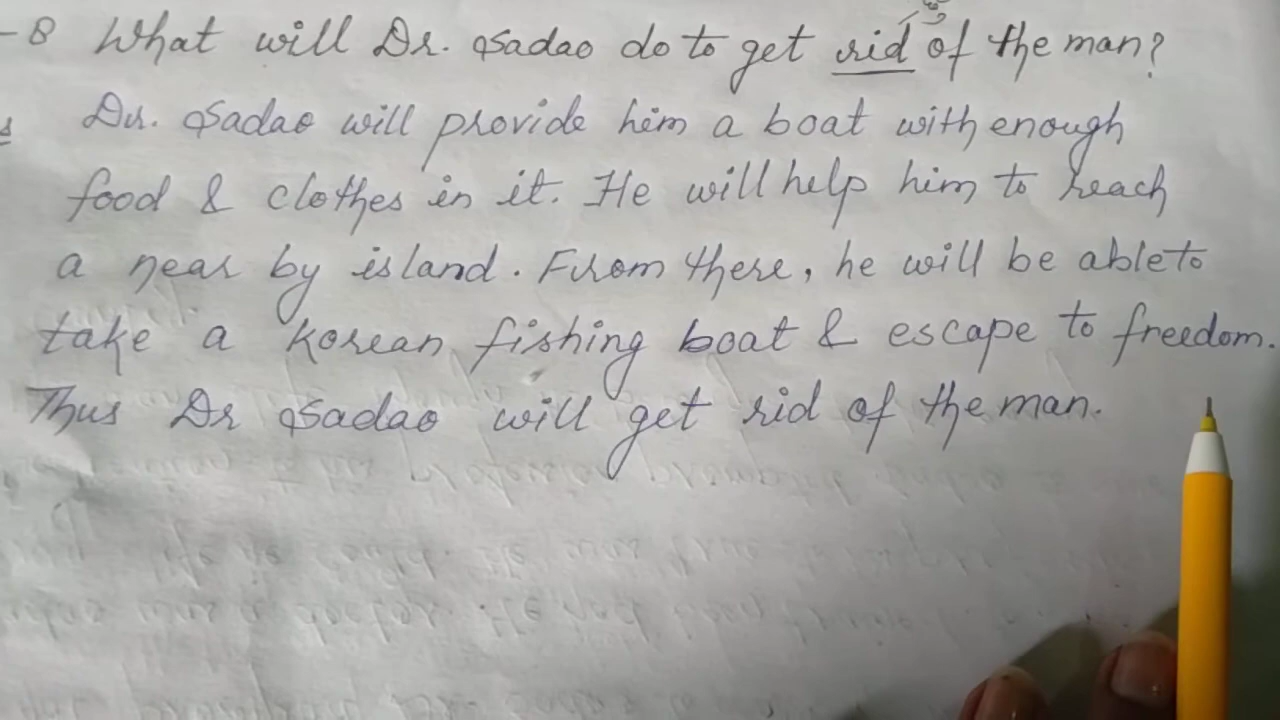 -8 What will Dr. Sadao do to get rid of the man?
Dr. Sadao will provide him a boat with enough
food & clothes in it. He will help him to reach
a near by island. From there, he will be able to
take a Korean fishing boat & escape to freedom.
Thus Dr Sadao will get rid of the man.